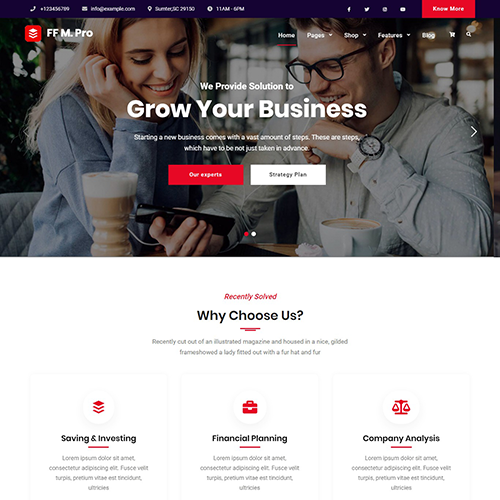 +123456789 info@example.com Sumter,SC 29150 11AM - 6PM Know More
FF M. Pro Home Pages Shop Features Blog
We Provide Solution to
Grow Your Business
Starting a new business comes with a vast amount of steps. These are steps,
which have to be not just taken in advance.
Our experts Strategy Plan
Recently Solved
Why Choose Us?
Recently cut out of an illustrated magazine and housed in a nice, gilded
frameshowed a lady fitted out with a fur hat and fur
Saving & Investing Financial Planning Company Analysis
Lorem ipsum dolor sit amet, Lorem ipsum dolor sit amet, Lorem ipsum dolor sit amet,
consectetur adipiscing elit. Fusce velit consectetur adipiscing elit. Fusce velit consectetur adipiscing elit. Fusce velit
turpis, pretium vitae est tincidunt, turpis, pretium vitae est tincidunt, turpis, pretium vitae est tincidunt,
ultricies ultricies ultricies